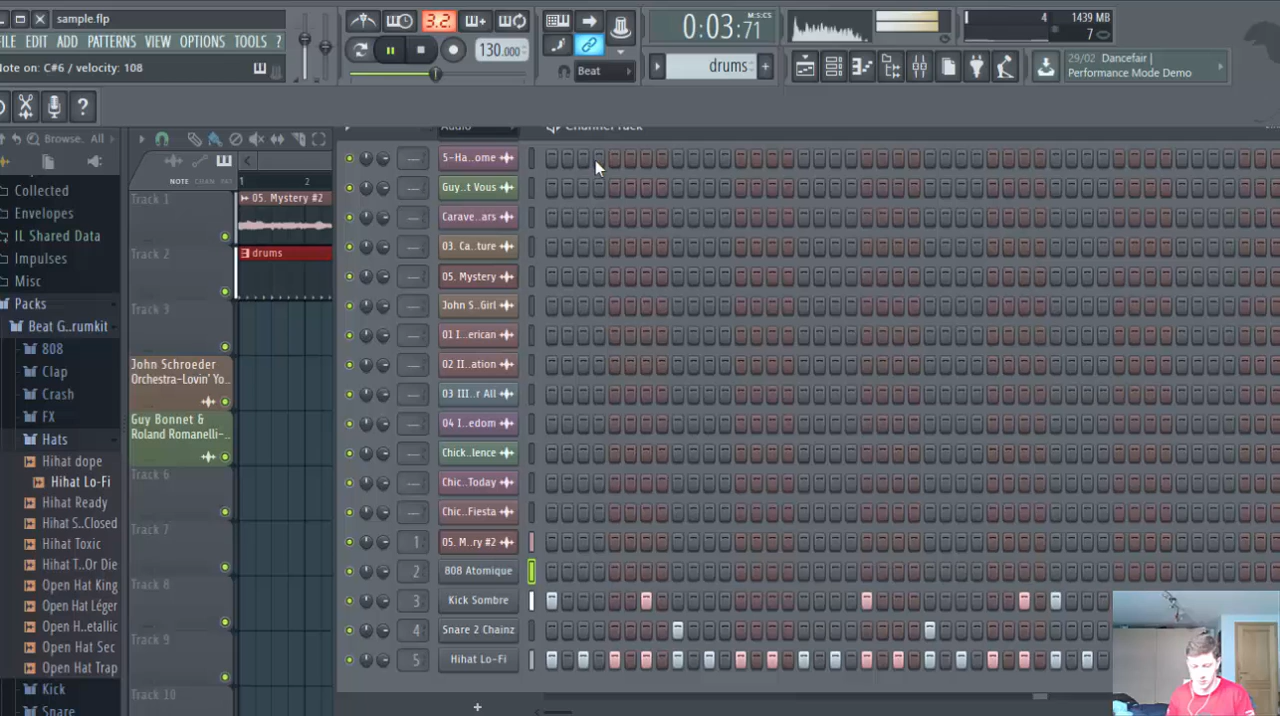 sample.flp
FILE EDIT ADD PATTERNS VIEW OPTIONS TOOLS ?
Note on: C#6 / velocity: 108
3.2.
130.000
Beat
0:03:71
M:S:CS
drums
4
1439 MB
7
29/02 Dancefair |
Performance Mode Demo
Browse.. All
Collected
Envelopes
IL Shared Data
Impulses
Misc
Packs
Beat G..rumkit
808
Clap
Crash
FX
Hats
Hihat dope
Hihat Lo-Fi
Hihat Ready
Hihat S..Closed
Hihat Toxic
Hihat T..Or Die
Open Hat King
Open Hat Léger
Open H..etallic
Open Hat Sec
Open Hat Trap
Kick
Snare
NOTE CHAN PAT
1 2
Track 1
05. Mystery #2
Track 2
drums
Track 3
John Schroeder
Orchestra-Lovin' Yo...
Guy Bonnet &
Roland Romanelli-...
Track 6
Track 7
Track 8
Track 9
Track 10
Audio
Channel rack
5-Ha..ome
Guy..t Vous
Carave..ars
03. Ca..ture
05. Mystery
John S..Girl
01 I..erican
02 II..ation
03 III..r All
04 I..edom
Chick..lence
Chic..Today
Chic..Fiesta
1 05. M..ry #2
2 808 Atomique
3 Kick Sombre
4 Snare 2 Chainz
5 Hihat Lo-Fi
+